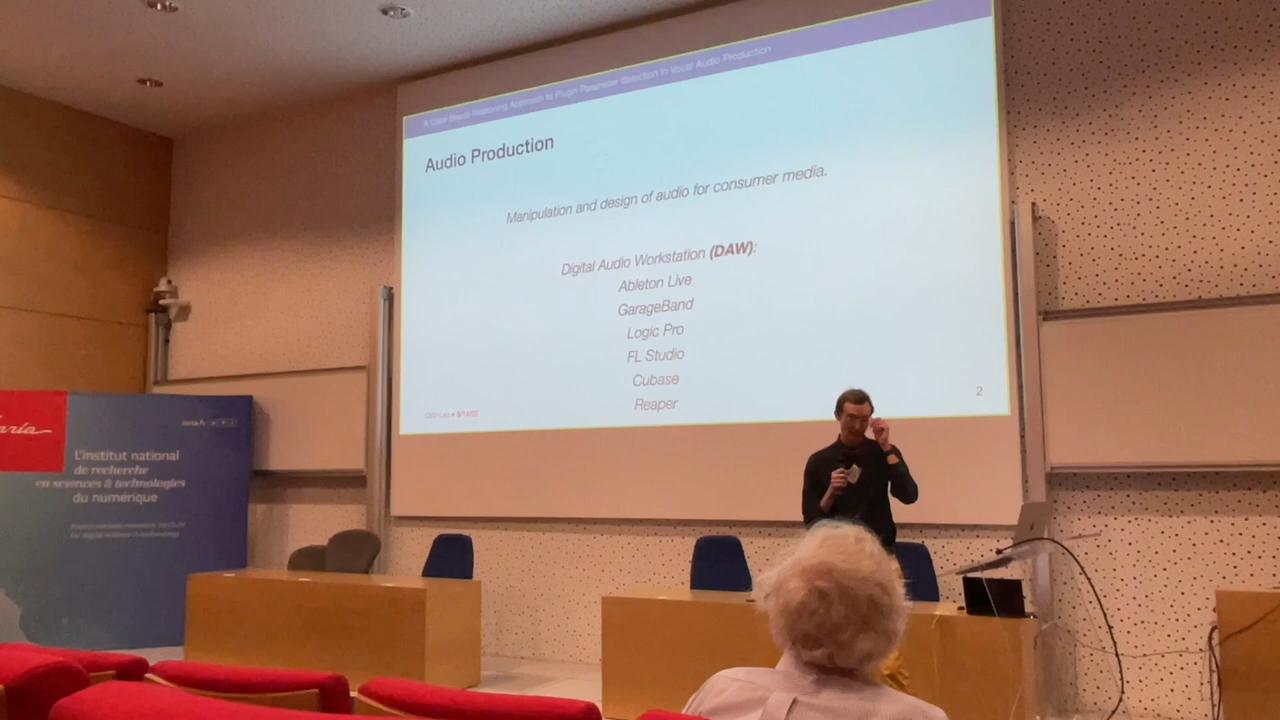 A Case-Based Reasoning Approach to Plugin Parameter Selection in Vocal Audio Production
Audio Production
Manipulation and design of audio for consumer media.
Digital Audio Workstation (DAW):
Ableton Live
GarageBand
Logic Pro
FL Studio
Cubase
Reaper
2
L'institut national
de recherche
en sciences & technologies
du numérique